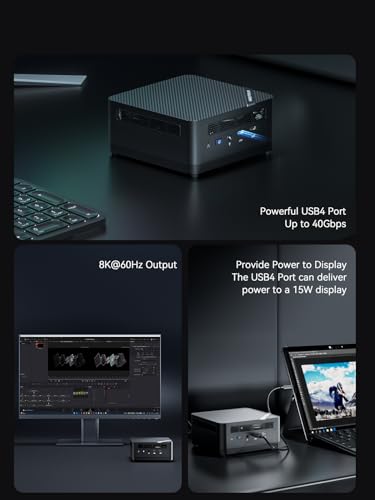 Powerful USB4 Port
Up to 40Gbps
8K@60Hz Output
Provide Power to Display
The USB4 Port can deliver
power to a 15W display